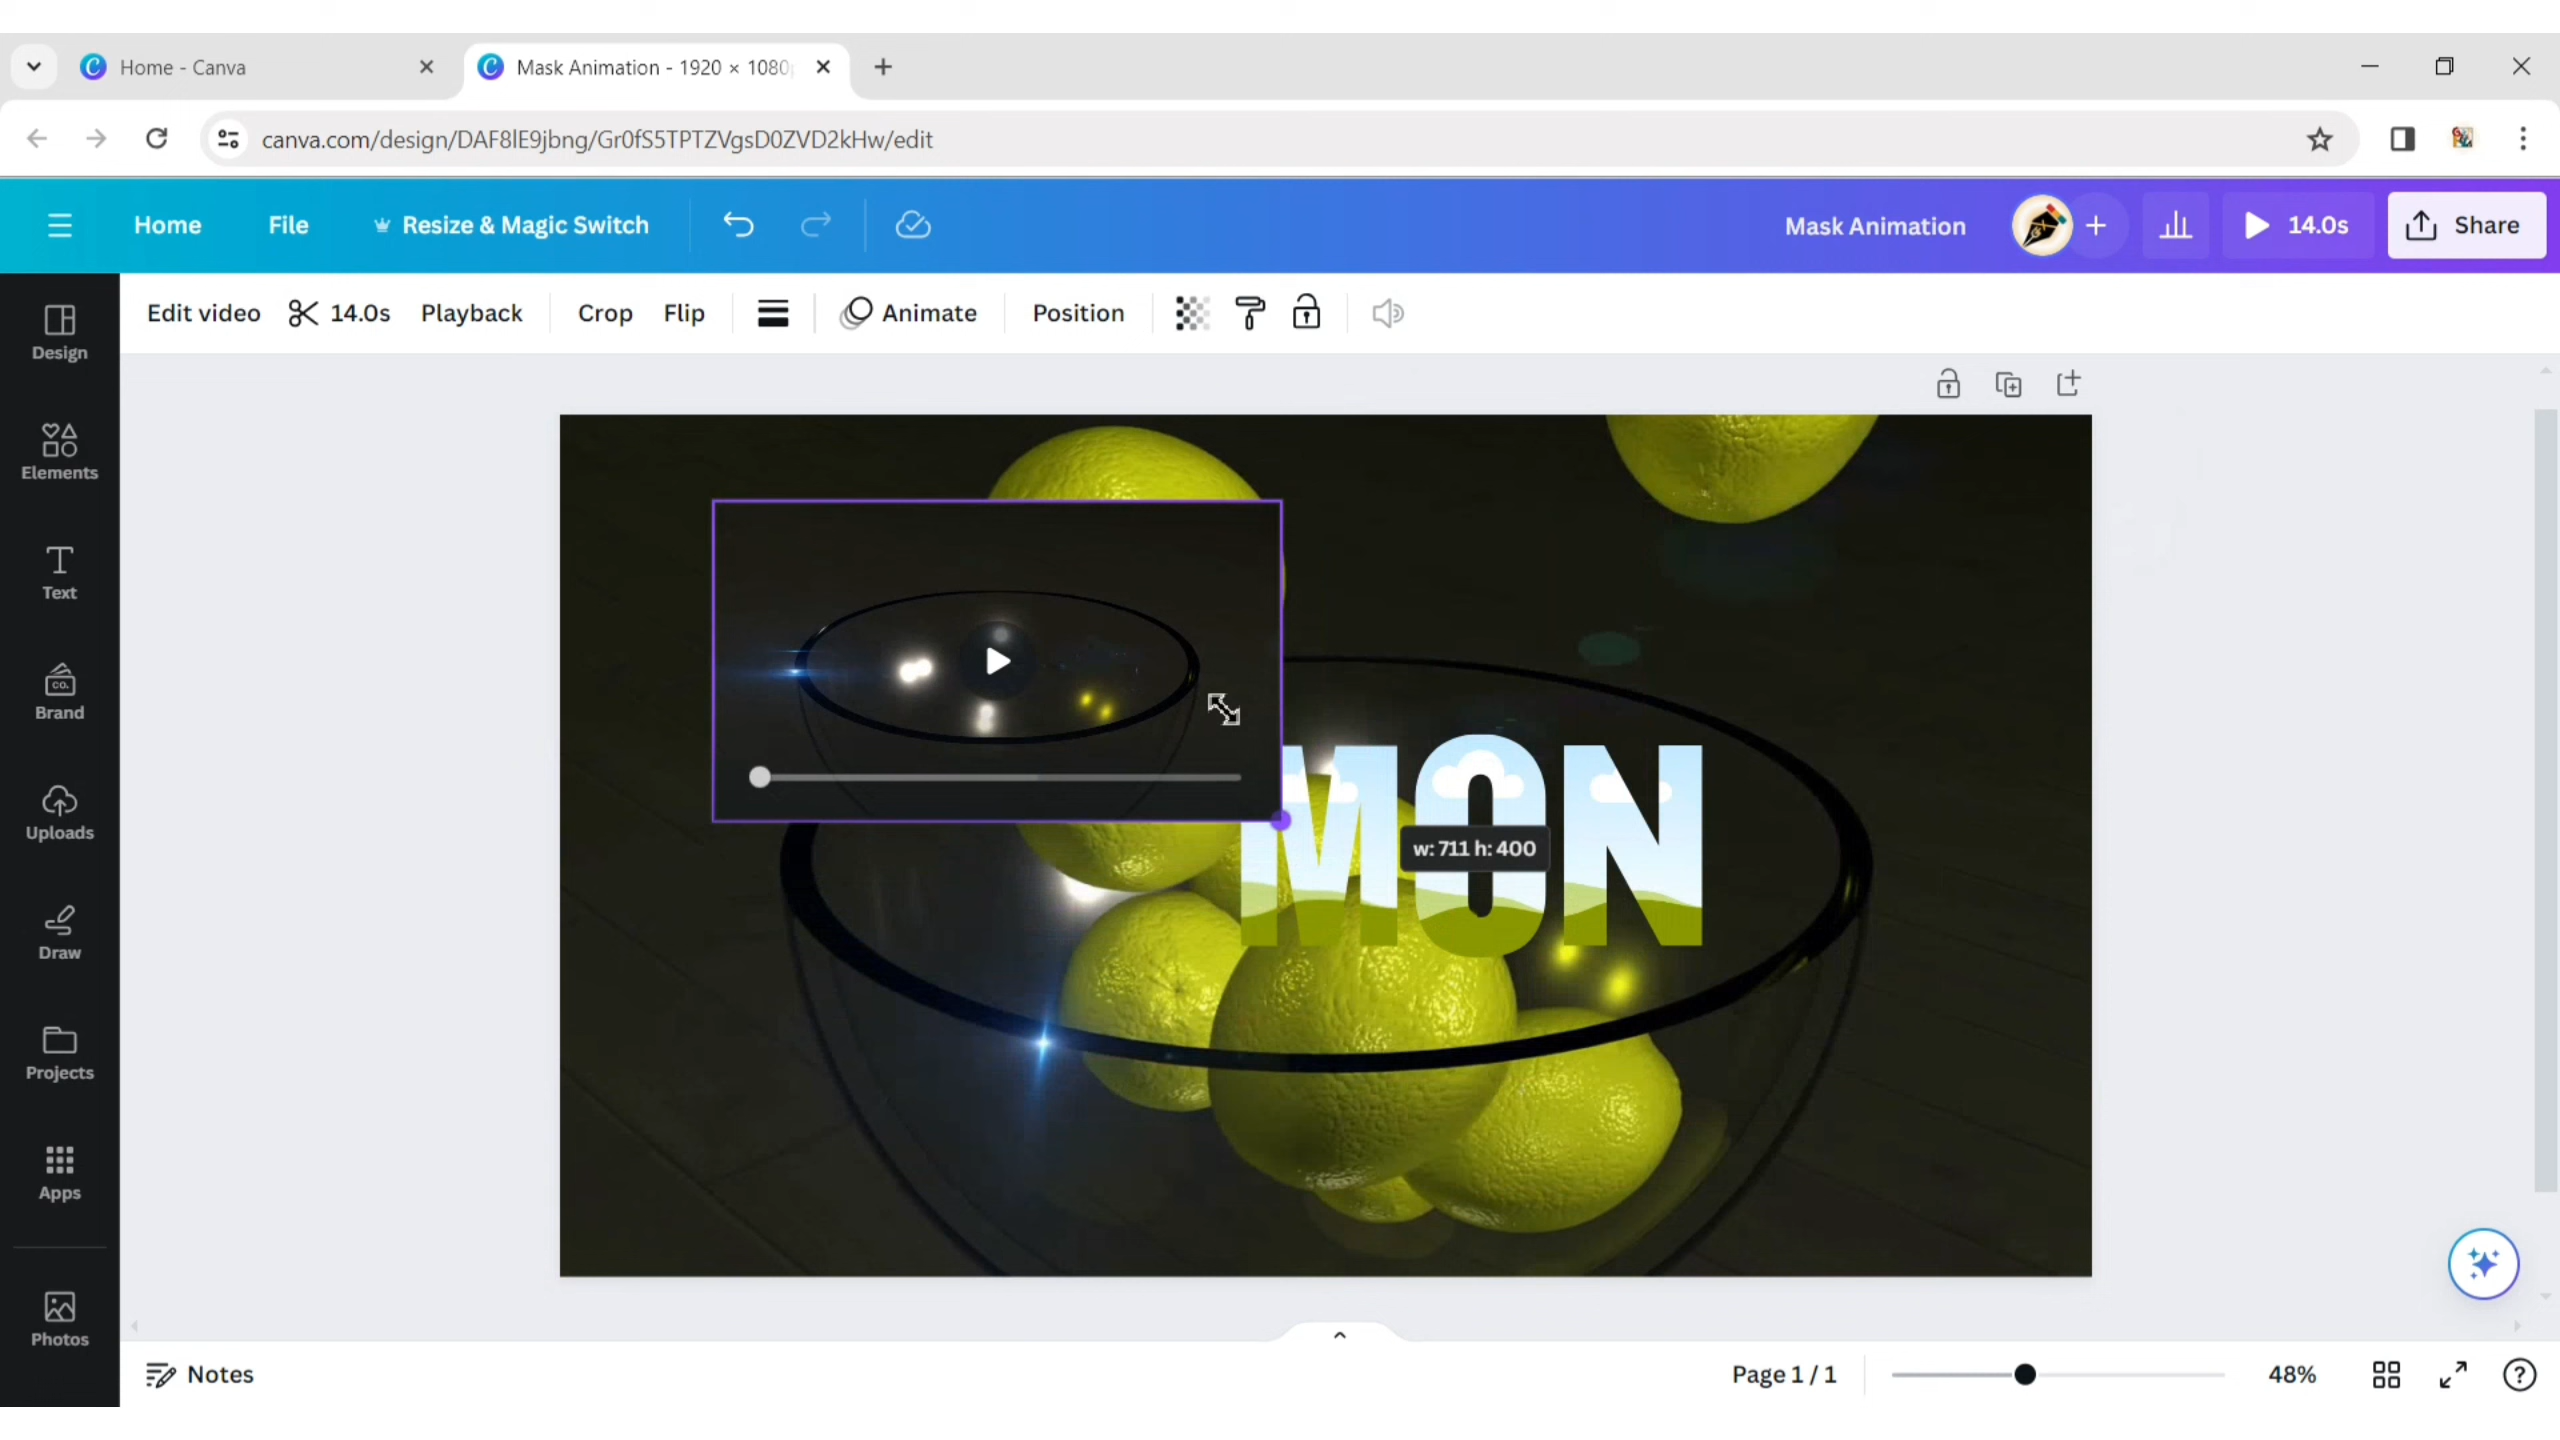 Home - Canva
Mask Animation - 1920 × 1080p
canva.com/design/DAF8lE9jbng/Gr0fS5TPTZVgsD0ZVD2kHw/edit
Home File Resize & Magic Switch Mask Animation 14.0s Share
Edit video 14.0s Playback Crop Flip Animate Position
Design
Elements
Text
CO.
Brand
Uploads
Draw
Projects
Apps
Photos
MON
w: 711 h: 400
Notes
Page 1 / 1
48%